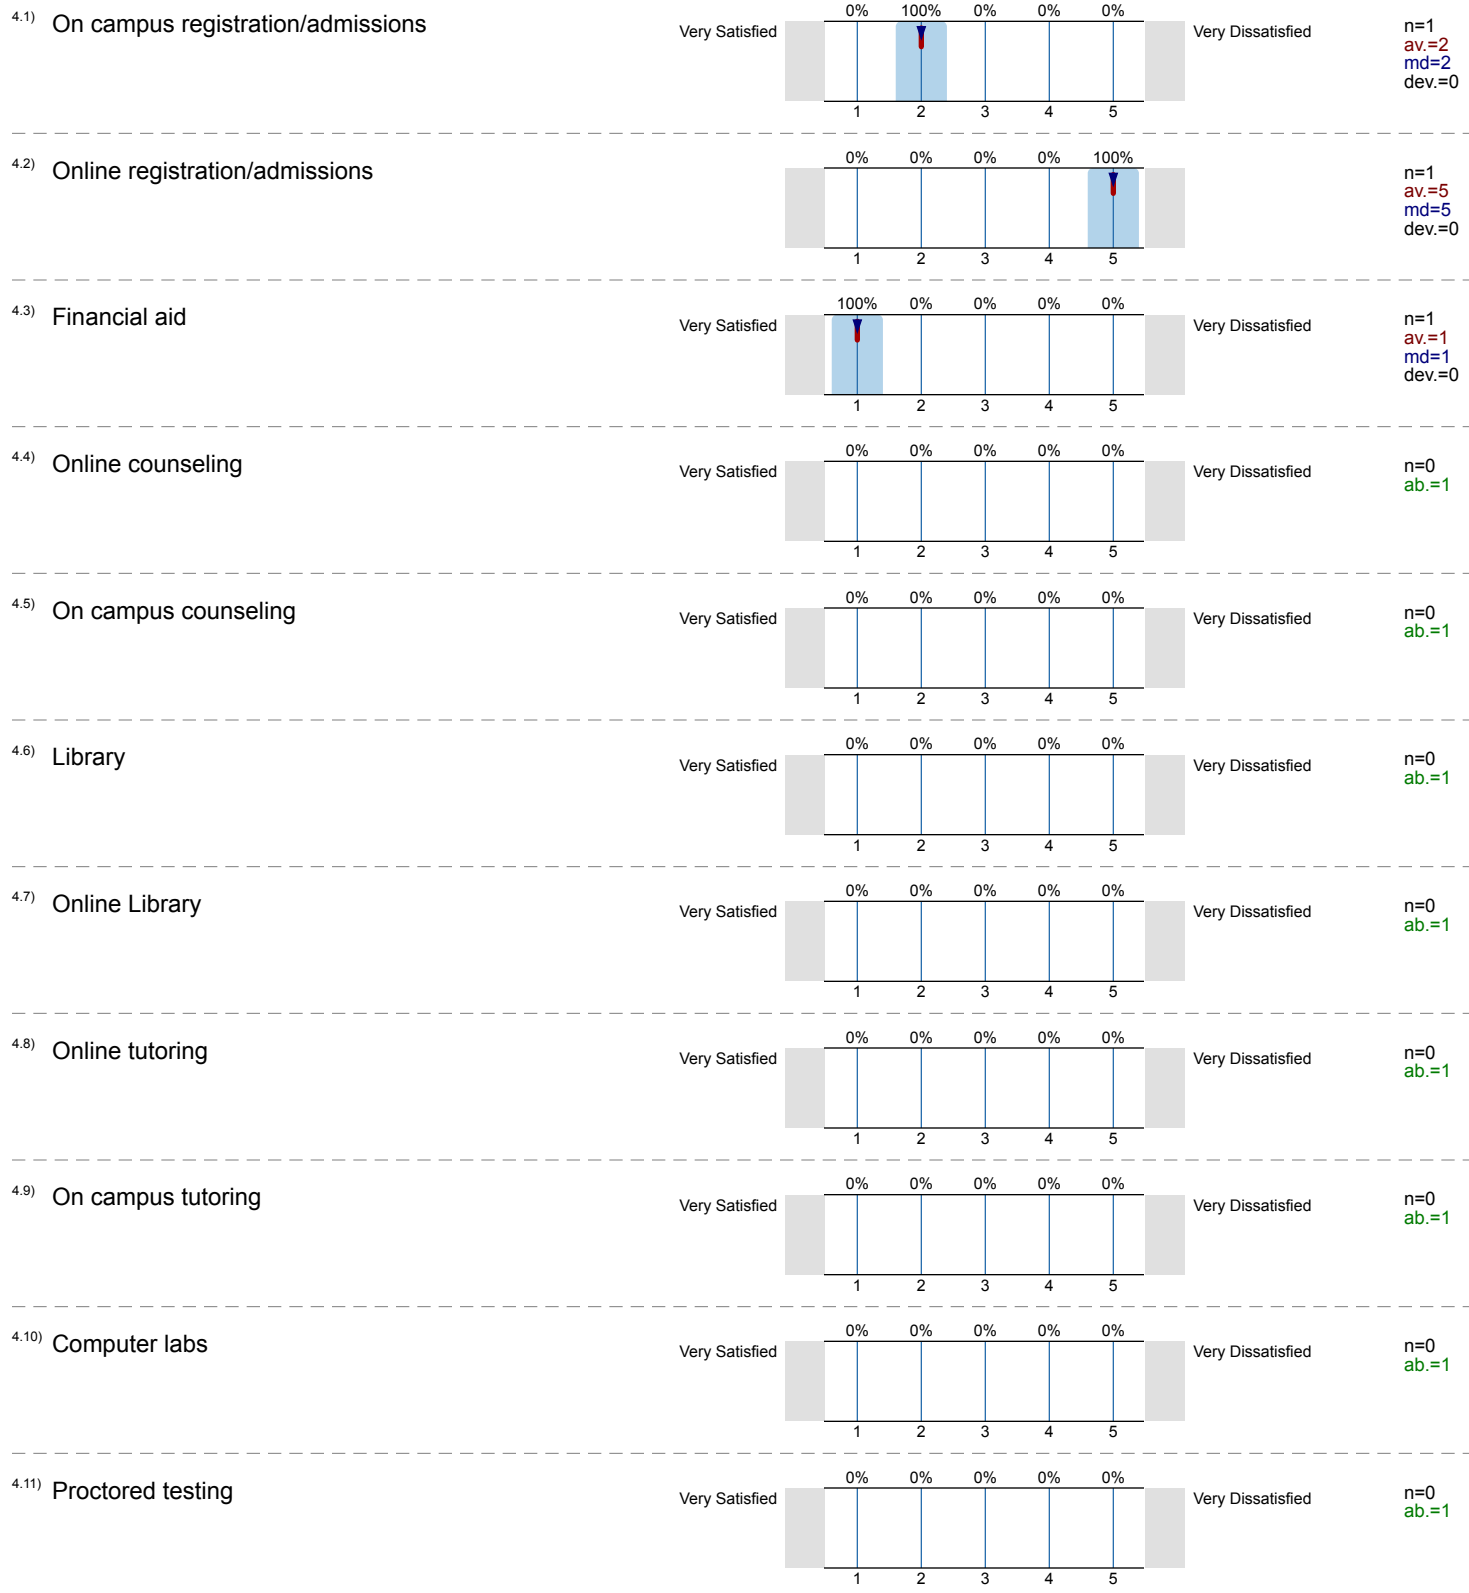 4.1) On campus registration/admissions
0% 100% 0% 0% 0%
Very Satisfied Very Dissatisfied n=1
av.=2
md=2
dev.=0
1 2 3 4 5
4.2) Online registration/admissions
0% 0% 0% 0% 100%
n=1
av.=5
md=5
dev.=0
1 2 3 4 5
4.3) Financial aid
100% 0% 0% 0% 0%
Very Satisfied Very Dissatisfied n=1
av.=1
md=1
dev.=0
1 2 3 4 5
4.4) Online counseling
0% 0% 0% 0% 0%
Very Satisfied Very Dissatisfied n=0
ab.=1
1 2 3 4 5
4.5) On campus counseling
0% 0% 0% 0% 0%
Very Satisfied Very Dissatisfied n=0
ab.=1
1 2 3 4 5
4.6) Library
0% 0% 0% 0% 0%
Very Satisfied Very Dissatisfied n=0
ab.=1
1 2 3 4 5
4.7) Online Library
0% 0% 0% 0% 0%
Very Satisfied Very Dissatisfied n=0
ab.=1
1 2 3 4 5
4.8) Online tutoring
0% 0% 0% 0% 0%
Very Satisfied Very Dissatisfied n=0
ab.=1
1 2 3 4 5
4.9) On campus tutoring
0% 0% 0% 0% 0%
Very Satisfied Very Dissatisfied n=0
ab.=1
1 2 3 4 5
4.10) Computer labs
0% 0% 0% 0% 0%
Very Satisfied Very Dissatisfied n=0
ab.=1
1 2 3 4 5
4.11) Proctored testing
0% 0% 0% 0% 0%
Very Satisfied Very Dissatisfied n=0
ab.=1
1 2 3 4 5